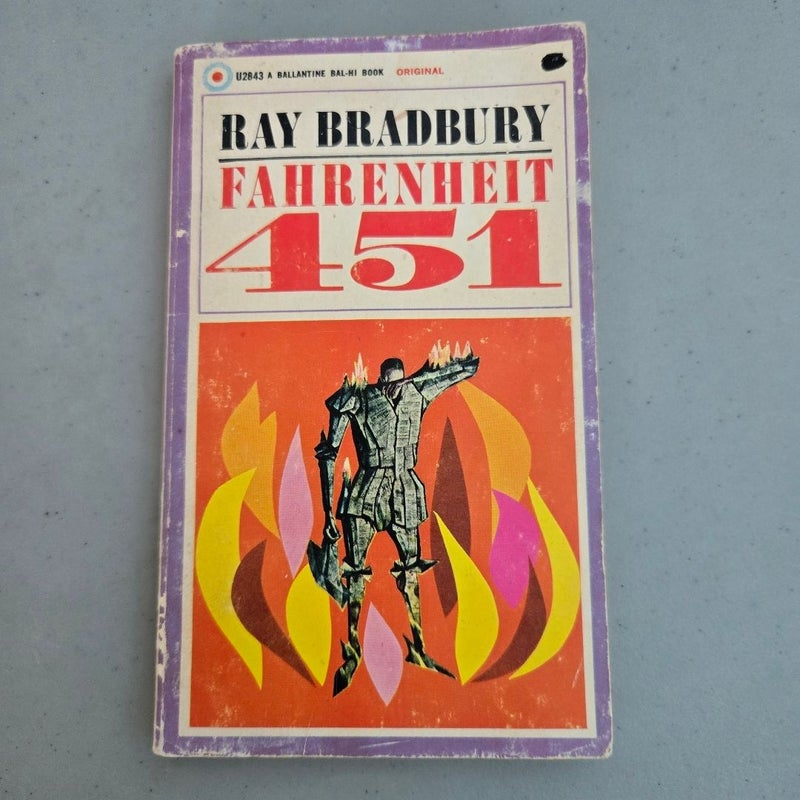 U2843 A BALLANTINE BAL-HI BOOK ORIGINAL
RAY BRADBURY
FAHRENHEIT
451